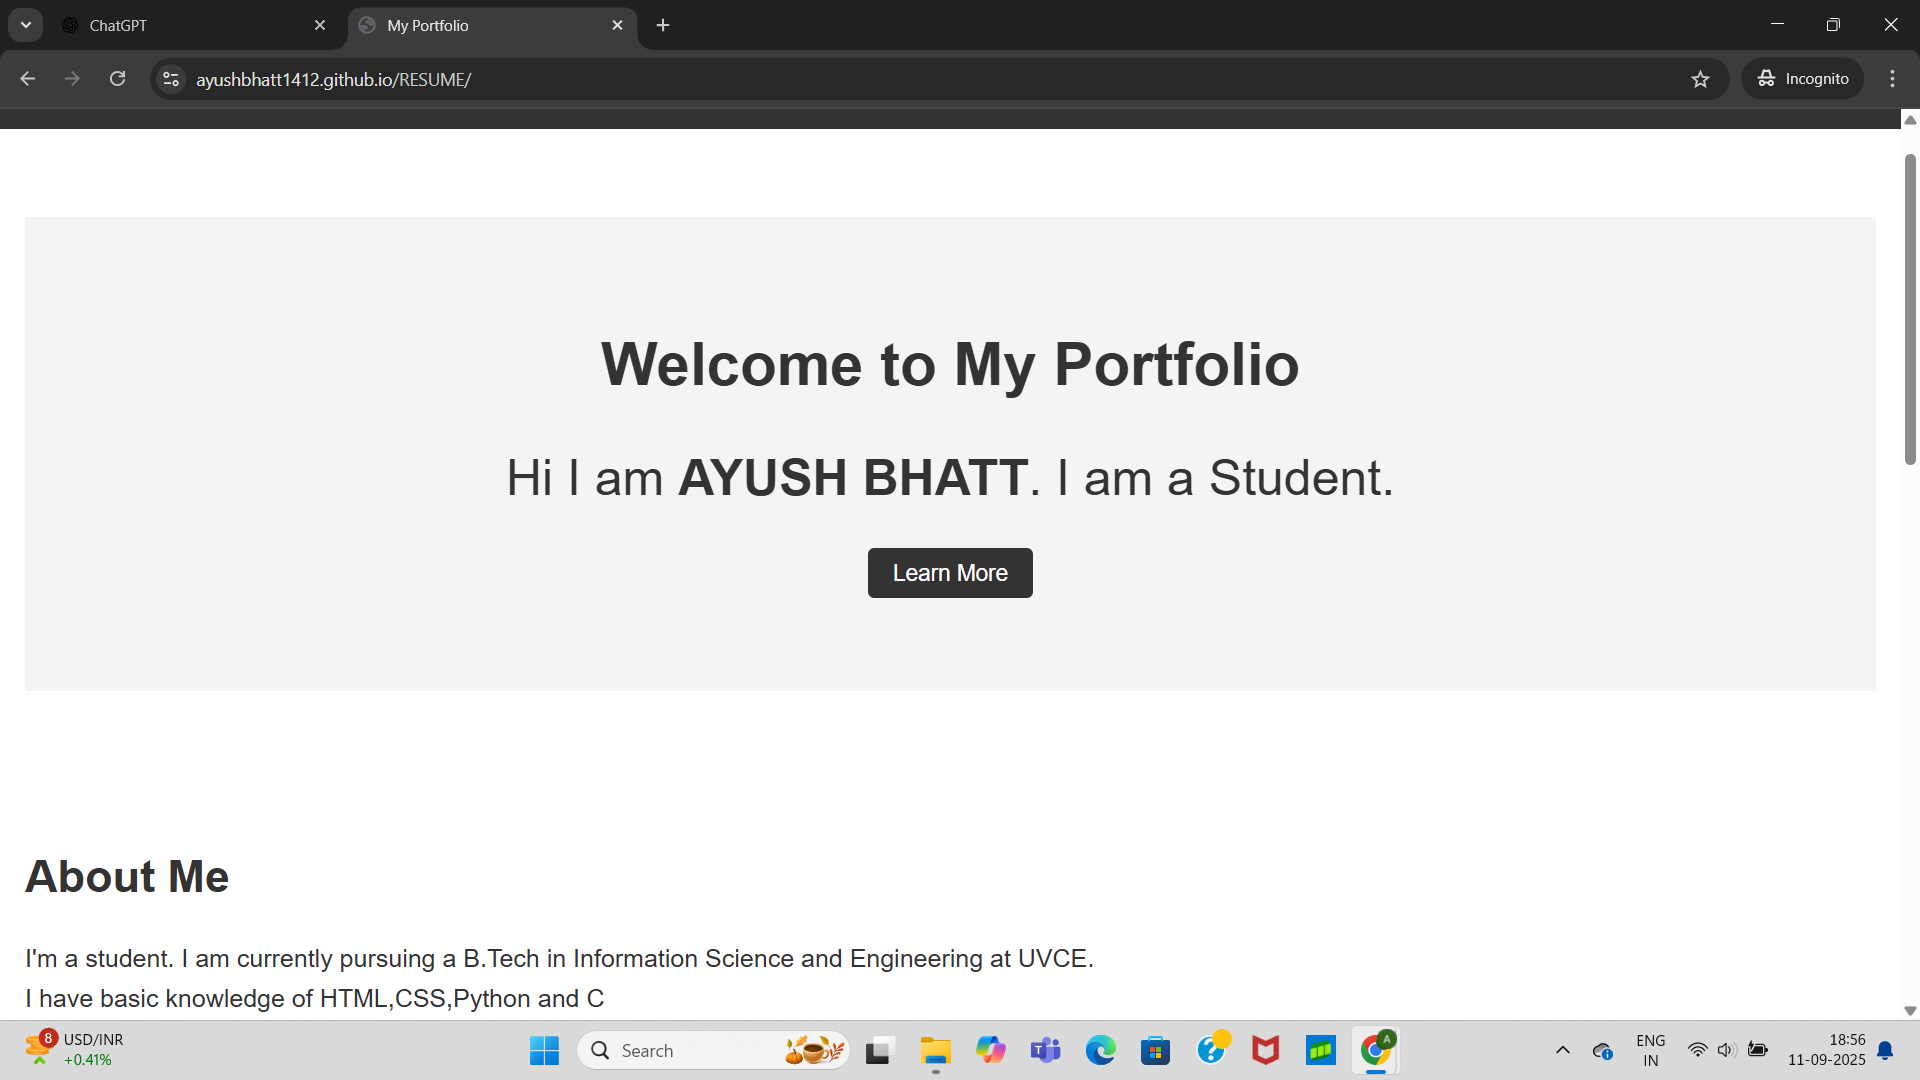 ChatGPT
My Portfolio
ayushbhatt1412.github.io/RESUME/
Incognito
Welcome to My Portfolio
Hi I am AYUSH BHATT. I am a Student.
Learn More
About Me
I'm a student. I am currently pursuing a B.Tech in Information Science and Engineering at UVCE.
I have basic knowledge of HTML,CSS,Python and C
8
USD/INR
+0.41%
Search
T
A
ENG
IN
18:56
11-09-2025